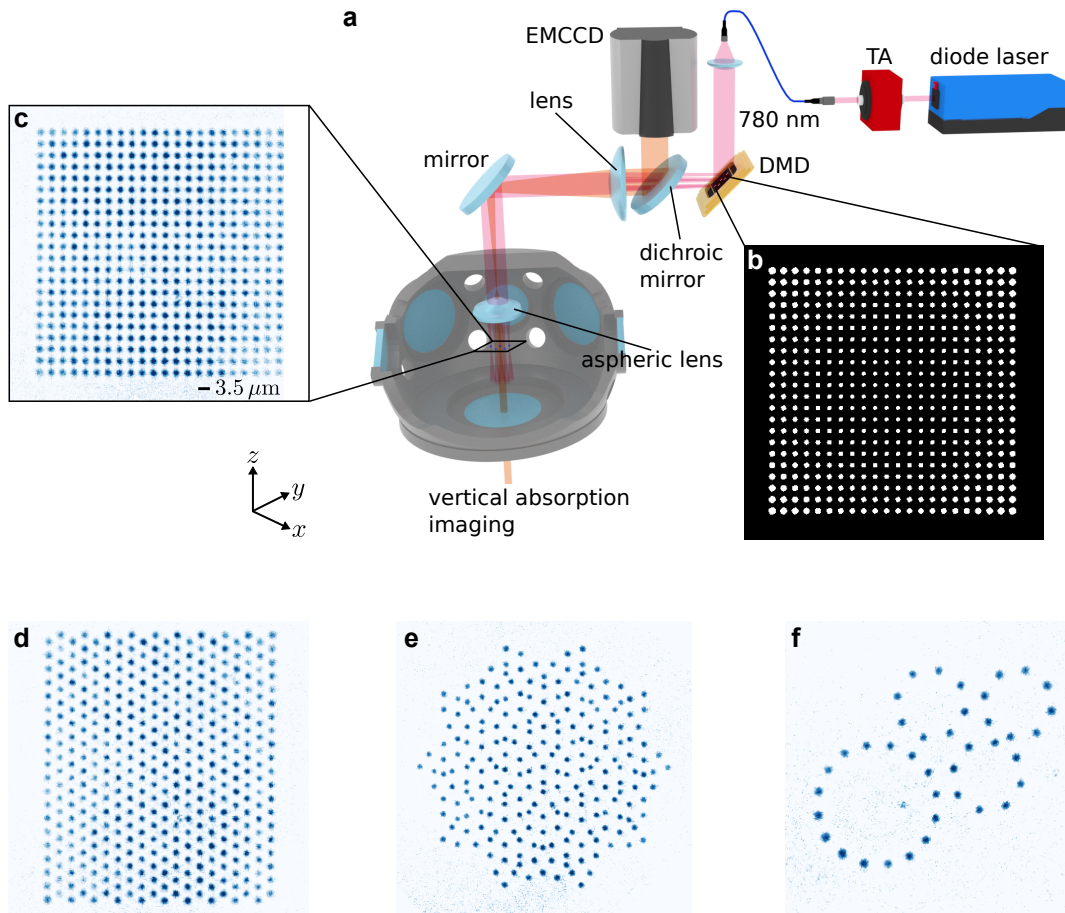 a
EMCCD
TA
diode laser
lens
780 nm
mirror
DMD
c
dichroic
mirror
b
aspheric lens
3.5 μm
z
y
x
vertical absorption
imaging
d
e
f